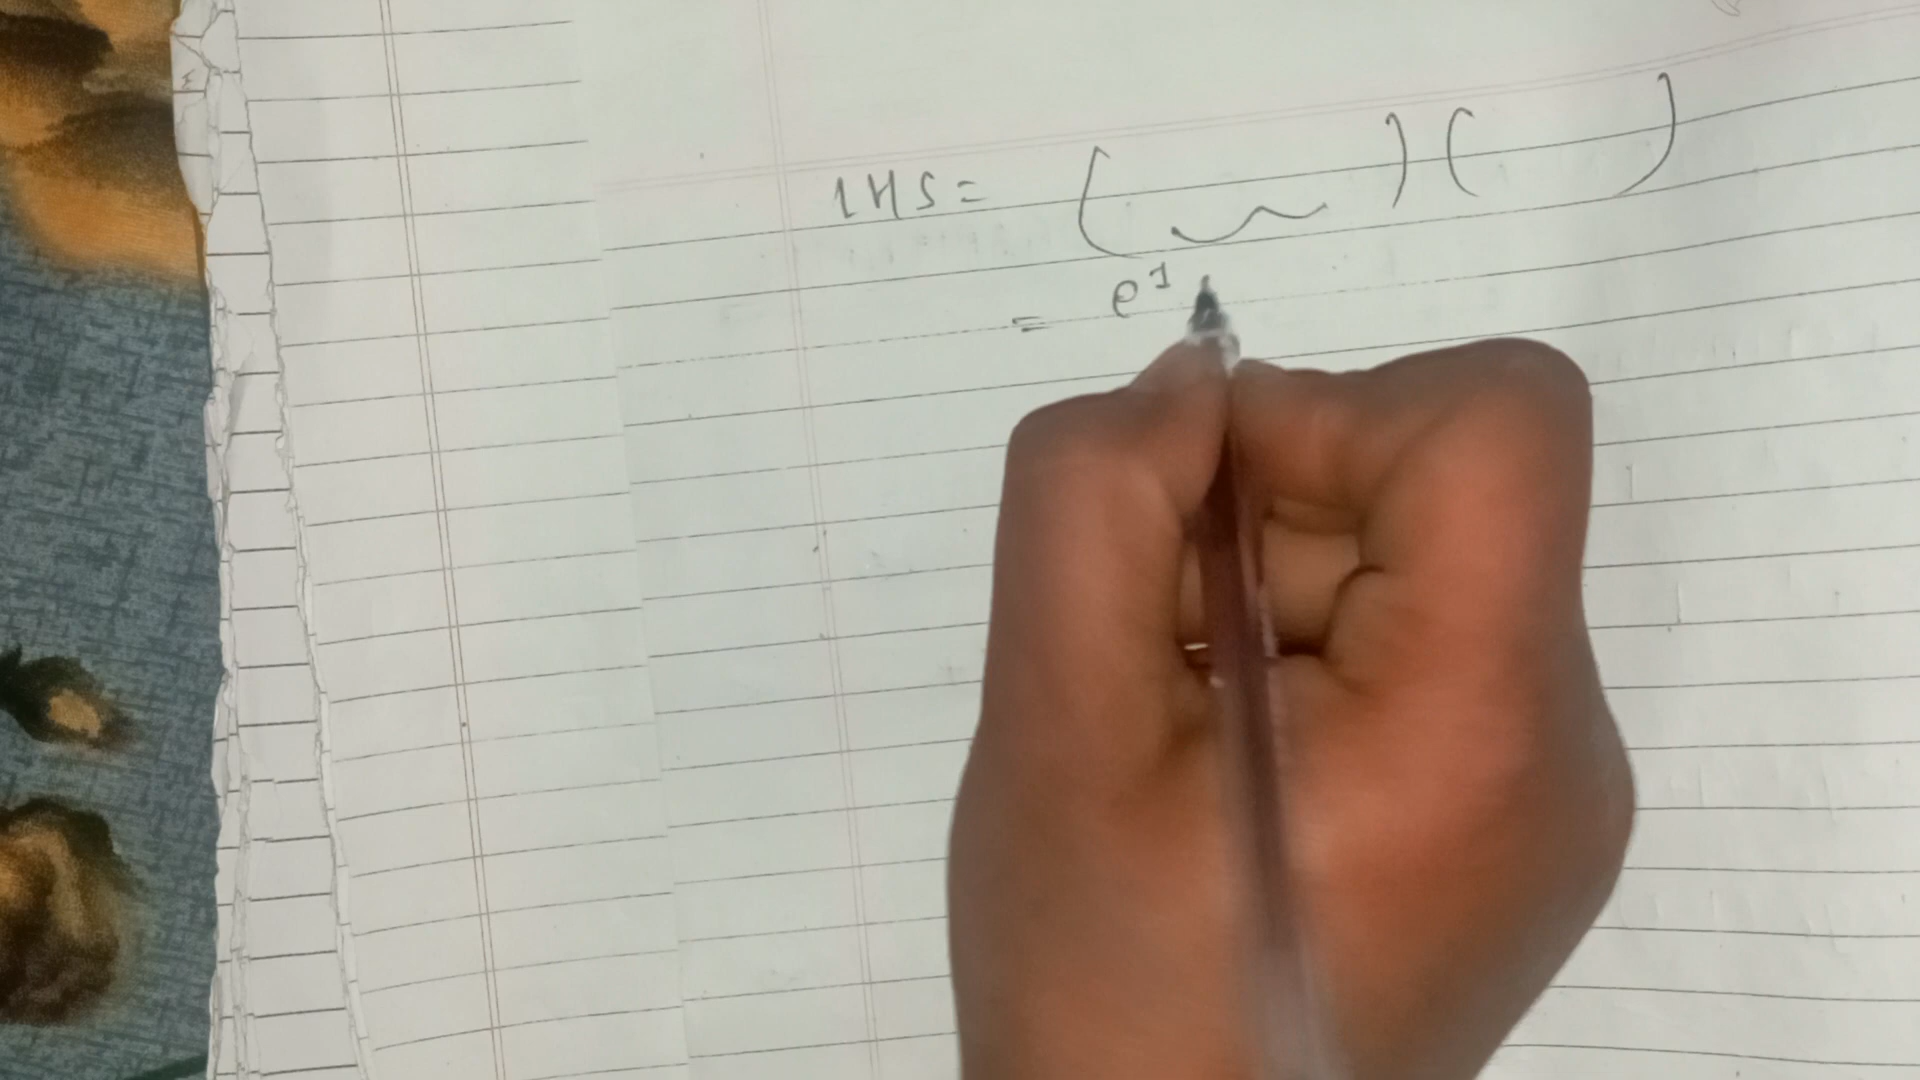 LHS = ( ) ( )
= e¹